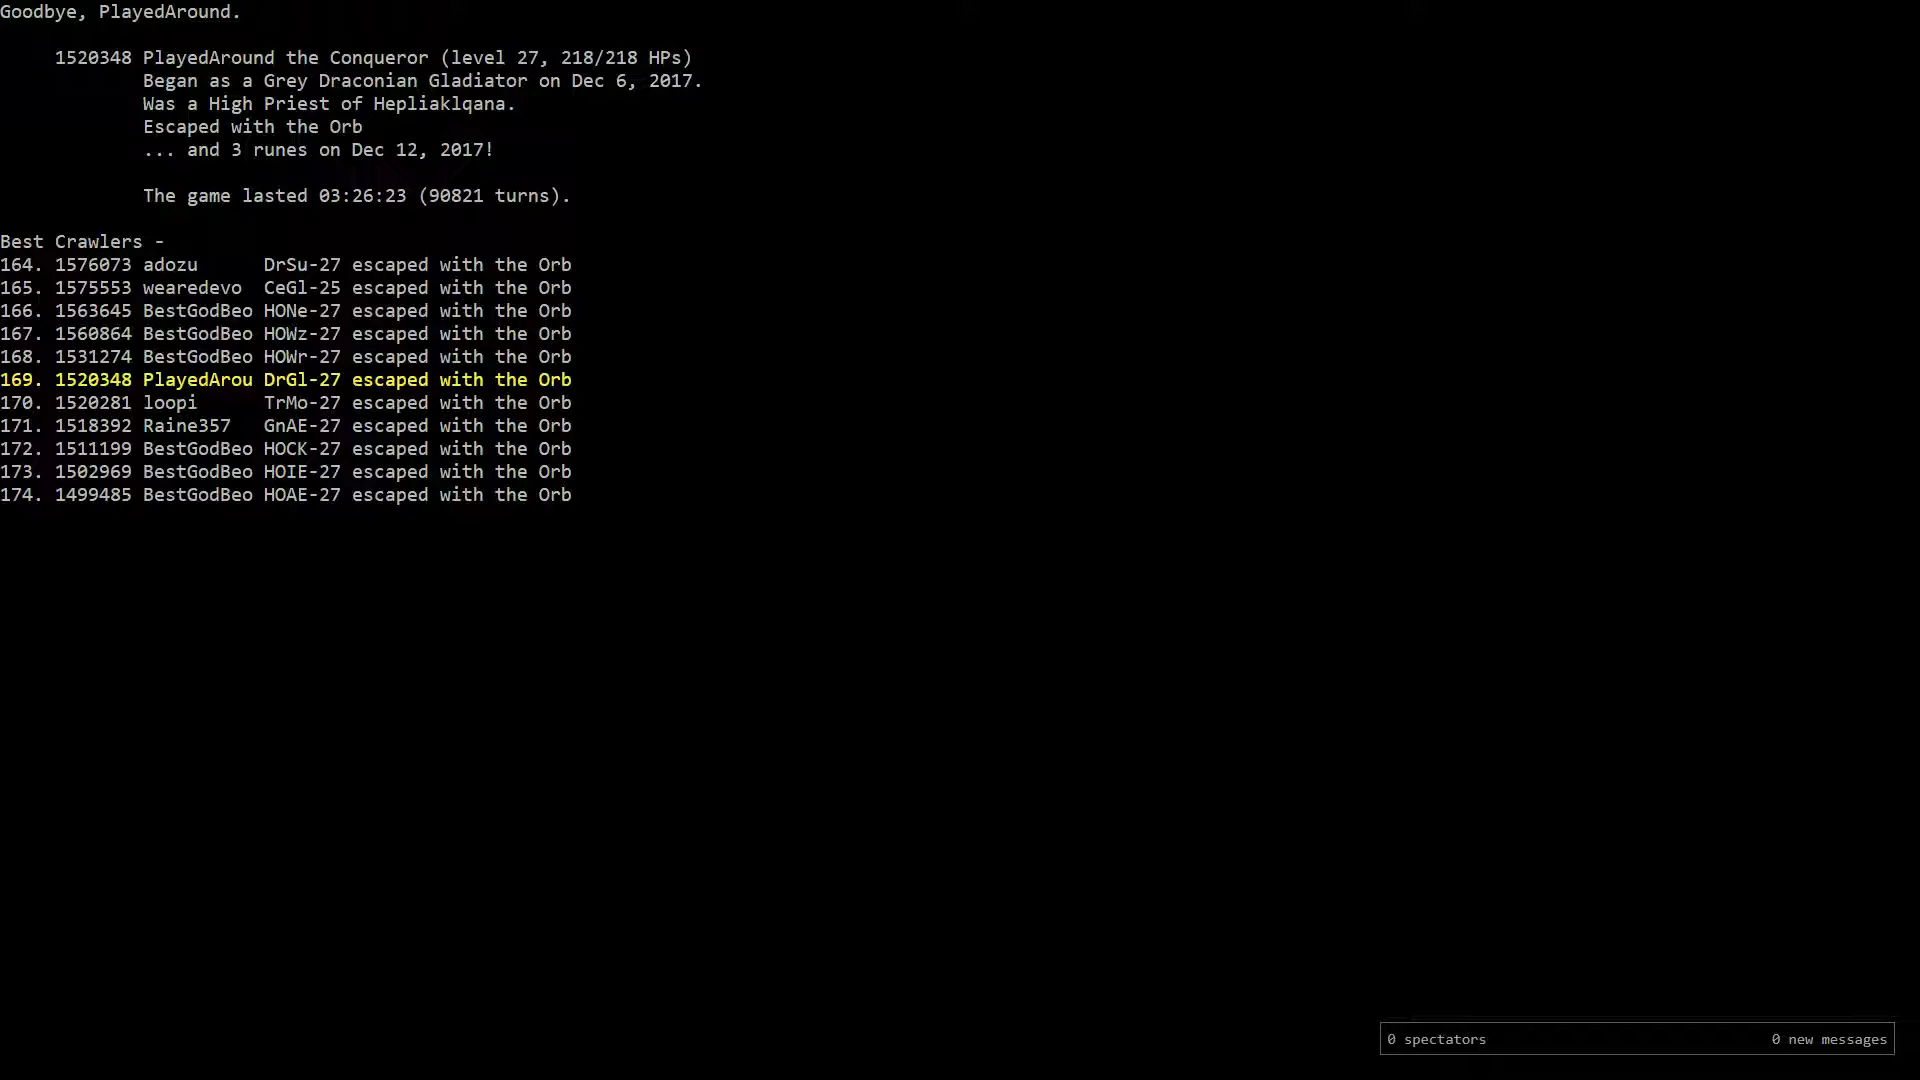 Goodbye, PlayedAround.
1520348 PlayedAround the Conqueror (level 27, 218/218 HPs)
Began as a Grey Draconian Gladiator on Dec 6, 2017.
Was a High Priest of Hepliaklqana.
Escaped with the Orb
... and 3 runes on Dec 12, 2017!
The game lasted 03:26:23 (90821 turns).
Best Crawlers -
164. 1576073 adozu DrSu-27 escaped with the Orb
165. 1575553 wearedevo CeGl-25 escaped with the Orb
166. 1563645 BestGodBeo HONe-27 escaped with the Orb
167. 1560864 BestGodBeo HOWz-27 escaped with the Orb
168. 1531274 BestGodBeo HOWr-27 escaped with the Orb
169. 1520348 PlayedArou DrGl-27 escaped with the Orb
170. 1520281 loopi TrMo-27 escaped with the Orb
171. 1518392 Raine357 GnAE-27 escaped with the Orb
172. 1511199 BestGodBeo HOCK-27 escaped with the Orb
173. 1502969 BestGodBeo HOIE-27 escaped with the Orb
174. 1499485 BestGodBeo HOAE-27 escaped with the Orb
0 spectators 0 new messages